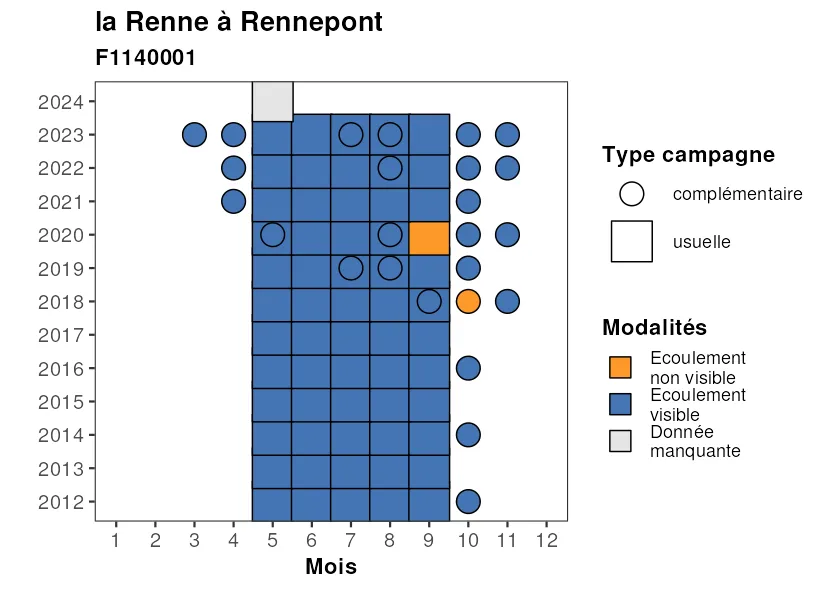 la Renne à Rennepont
F1140001
2024
2023
2022
2021
2020
2019
2018
2017
2016
2015
2014
2013
2012
1 2 3 4 5 6 7 8 9 10 11 12
Mois
Type campagne
complémentaire
usuelle
Modalités
Ecoulement
non visible
Ecoulement
visible
Donnée
manquante